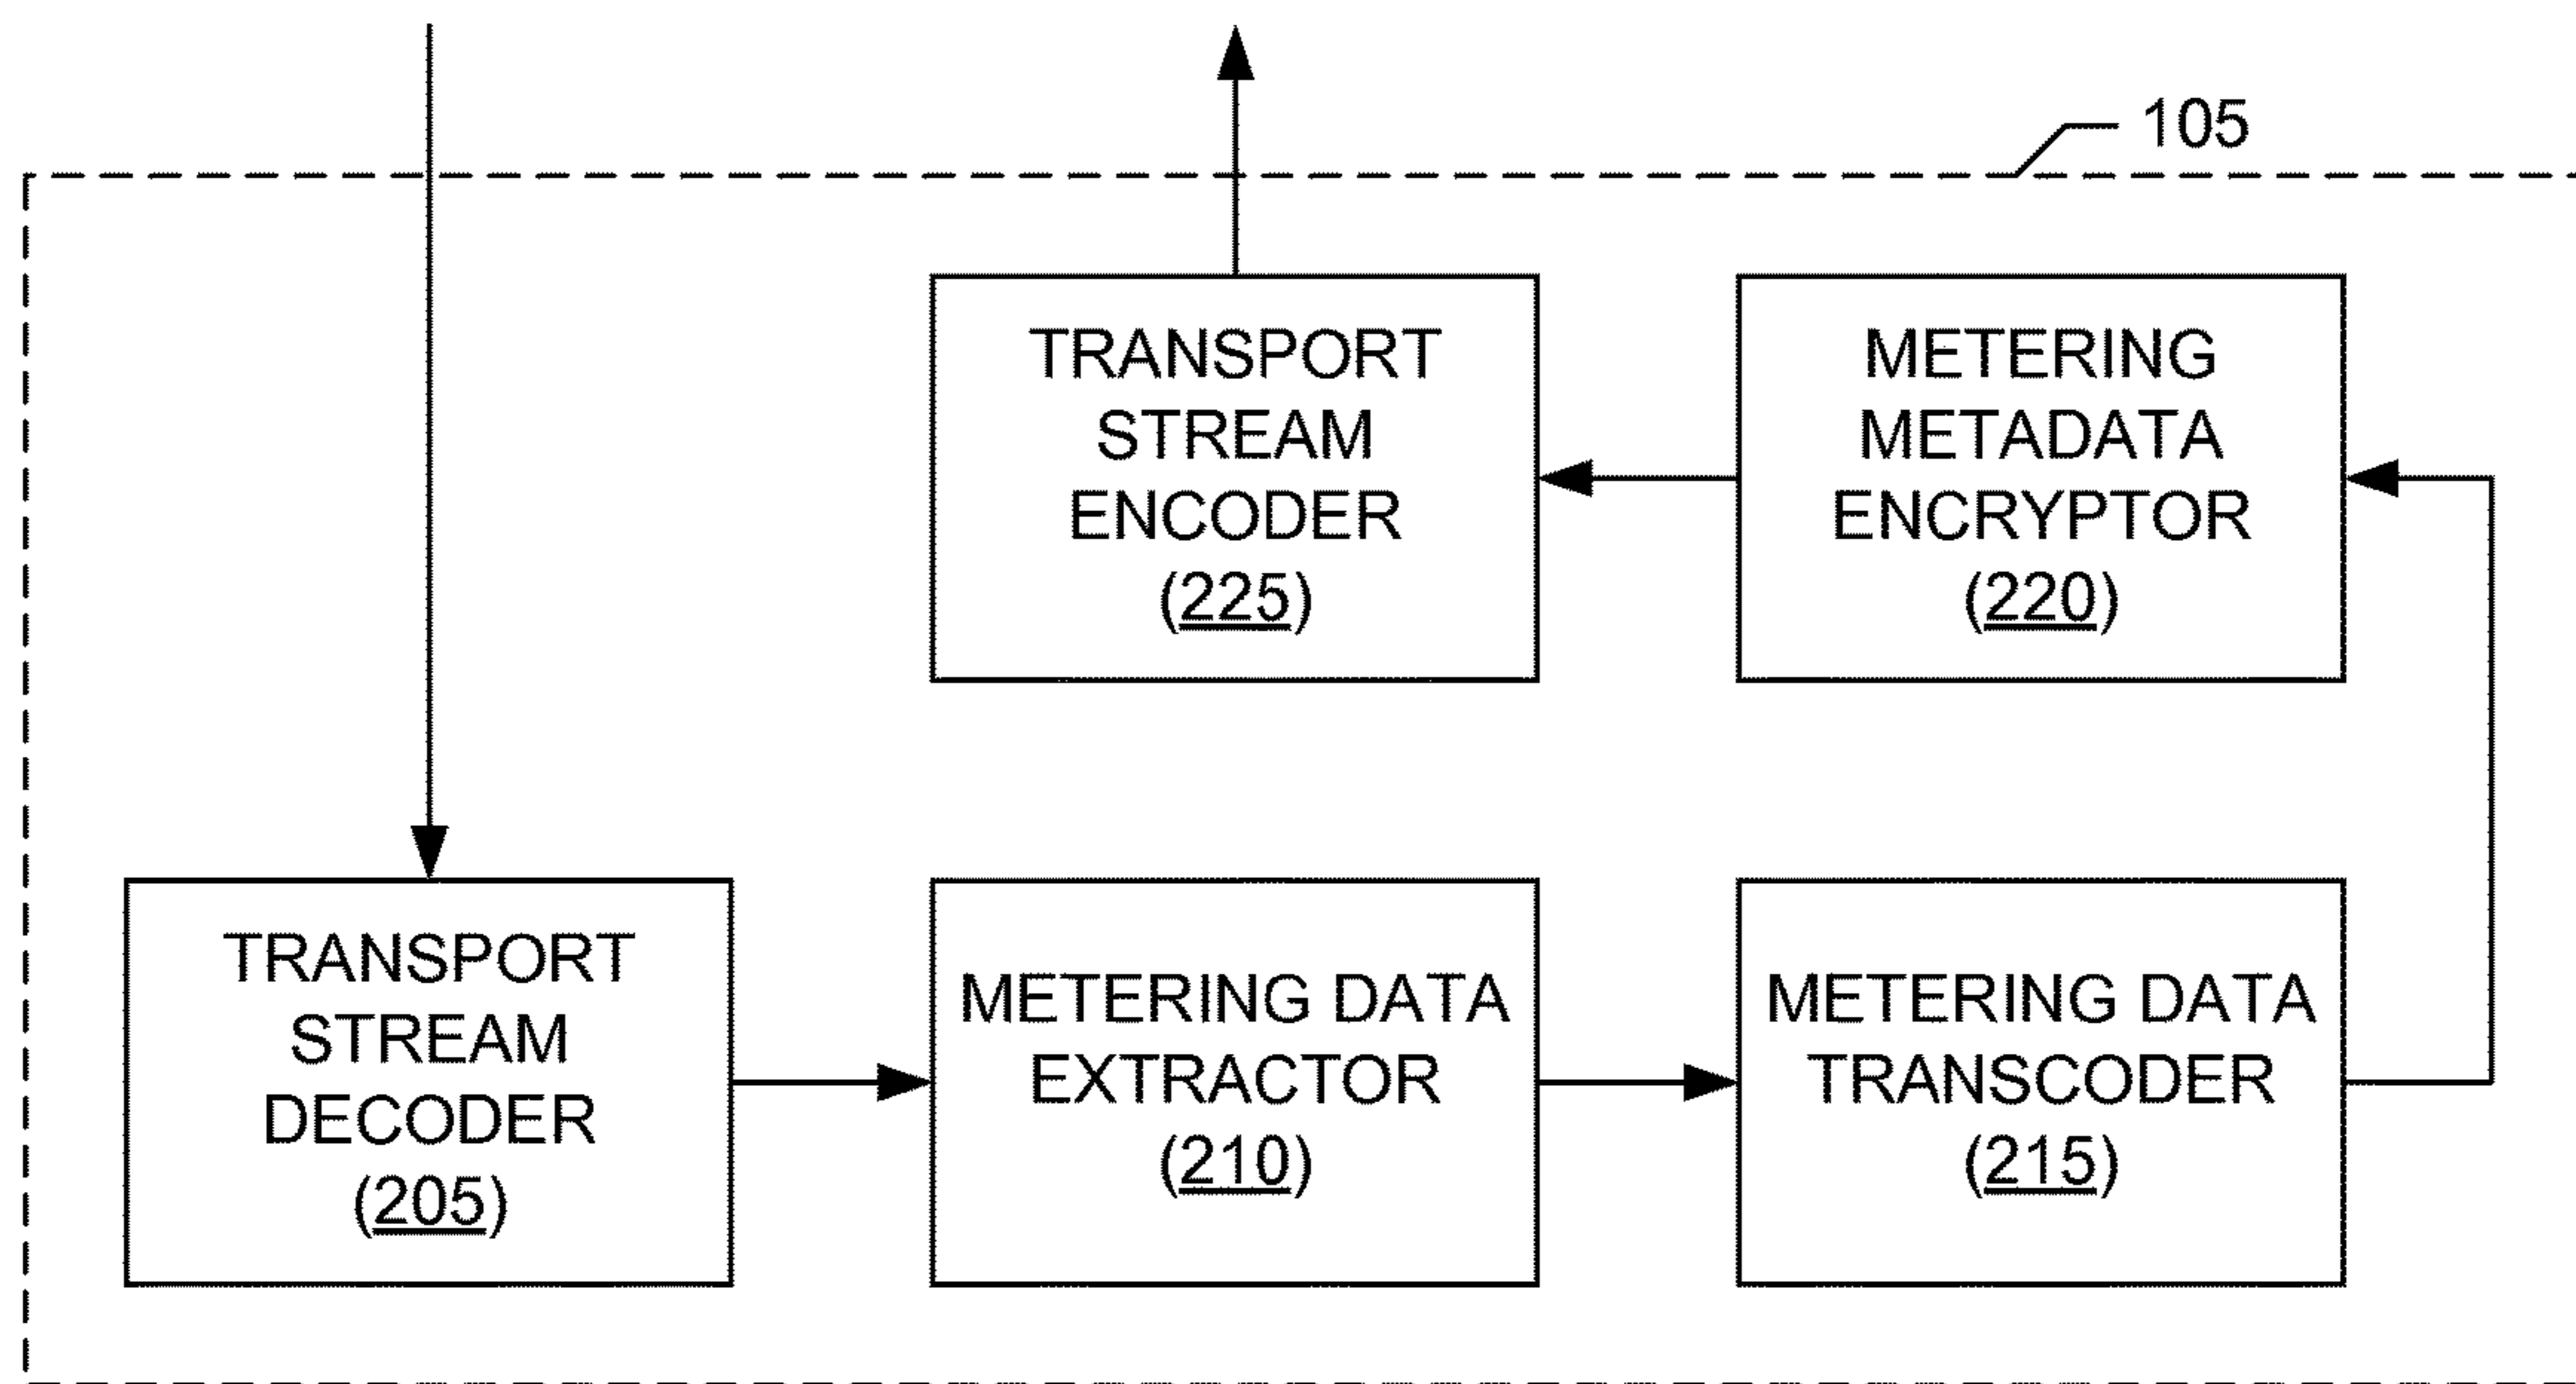 105
TRANSPORT
STREAM
ENCODER
(225)
METERING
METADATA
ENCRYPTOR
(220)
TRANSPORT
STREAM
DECODER
(205)
METERING DATA
EXTRACTOR
(210)
METERING DATA
TRANSCODER
(215)